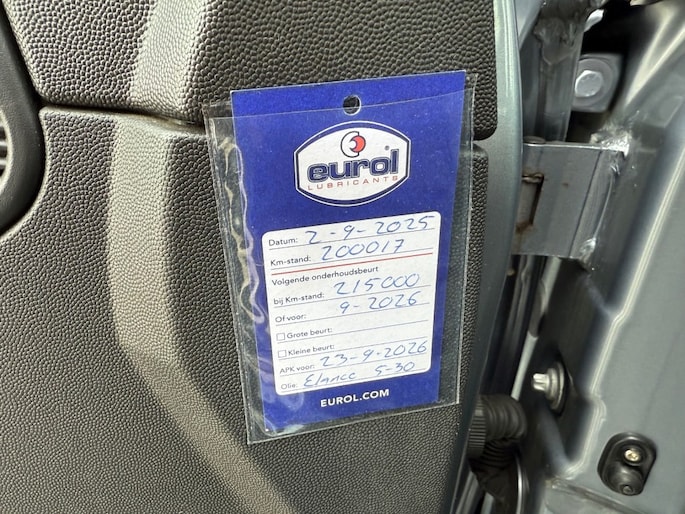 eurol®
LUBRICANTS
Datum: 2-9-2025
Km-stand: 200017
Volgende onderhoudsbeurt
bij Km-stand: 215000
Of voor: 9-2026
Grote beurt:
Kleine beurt:
APK voor: 23-9-2026
Olie: Elance 5-30
EUROL.COM